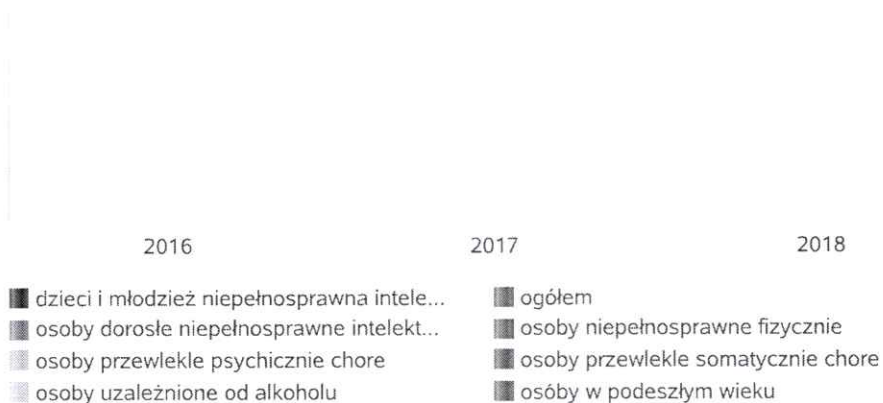 2016 2017 2018
dzieci i młodzież niepełnosprawna intele... ogółem
osoby dorosłe niepełnosprawne intelekt... osoby niepełnosprawne fizycznie
osoby przewlekle psychicznie chore osoby przewlekle somatycznie chore
osoby uzależnione od alkoholu osóby w podeszłym wieku